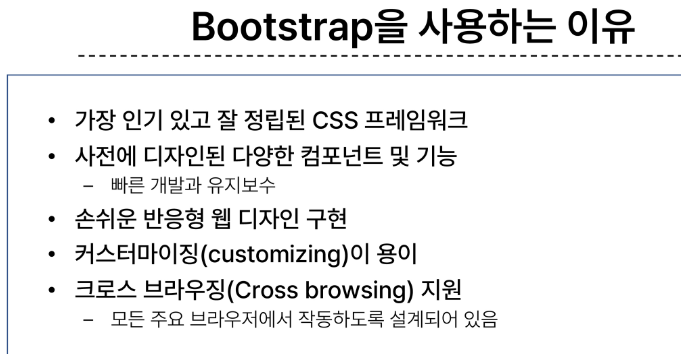 Bootstrap을 사용하는 이유
• 가장 인기 있고 잘 정립된 CSS 프레임워크
• 사전에 디자인된 다양한 컴포넌트 및 기능
– 빠른 개발과 유지보수
• 손쉬운 반응형 웹 디자인 구현
• 커스터마이징(customizing)이 용이
• 크로스 브라우징(Cross browsing) 지원
– 모든 주요 브라우저에서 작동하도록 설계되어 있음